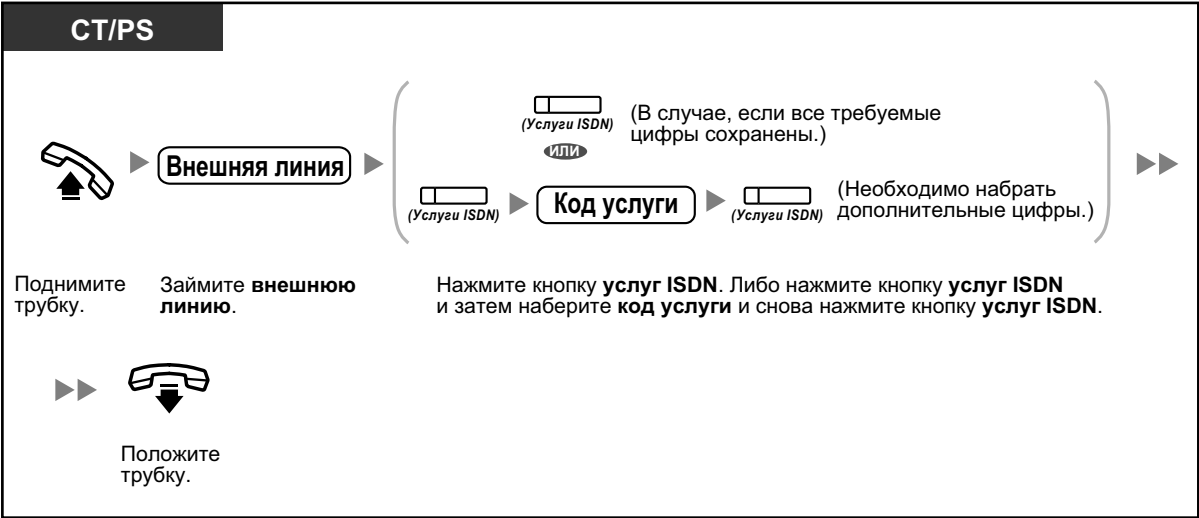 CT/PS
(Услуги ISDN)
(В случае, если все требуемые
цифры сохранены.)
ИЛИ
Внешняя линия
(Услуги ISDN)
Код услуги
(Услуги ISDN)
(Необходимо набрать
дополнительные цифры.)
Поднимите
трубку.
Займите внешнюю
линию.
Нажмите кнопку услуг ISDN. Либо нажмите кнопку услуг ISDN
и затем наберите код услуги и снова нажмите кнопку услуг ISDN.
Положите
трубку.